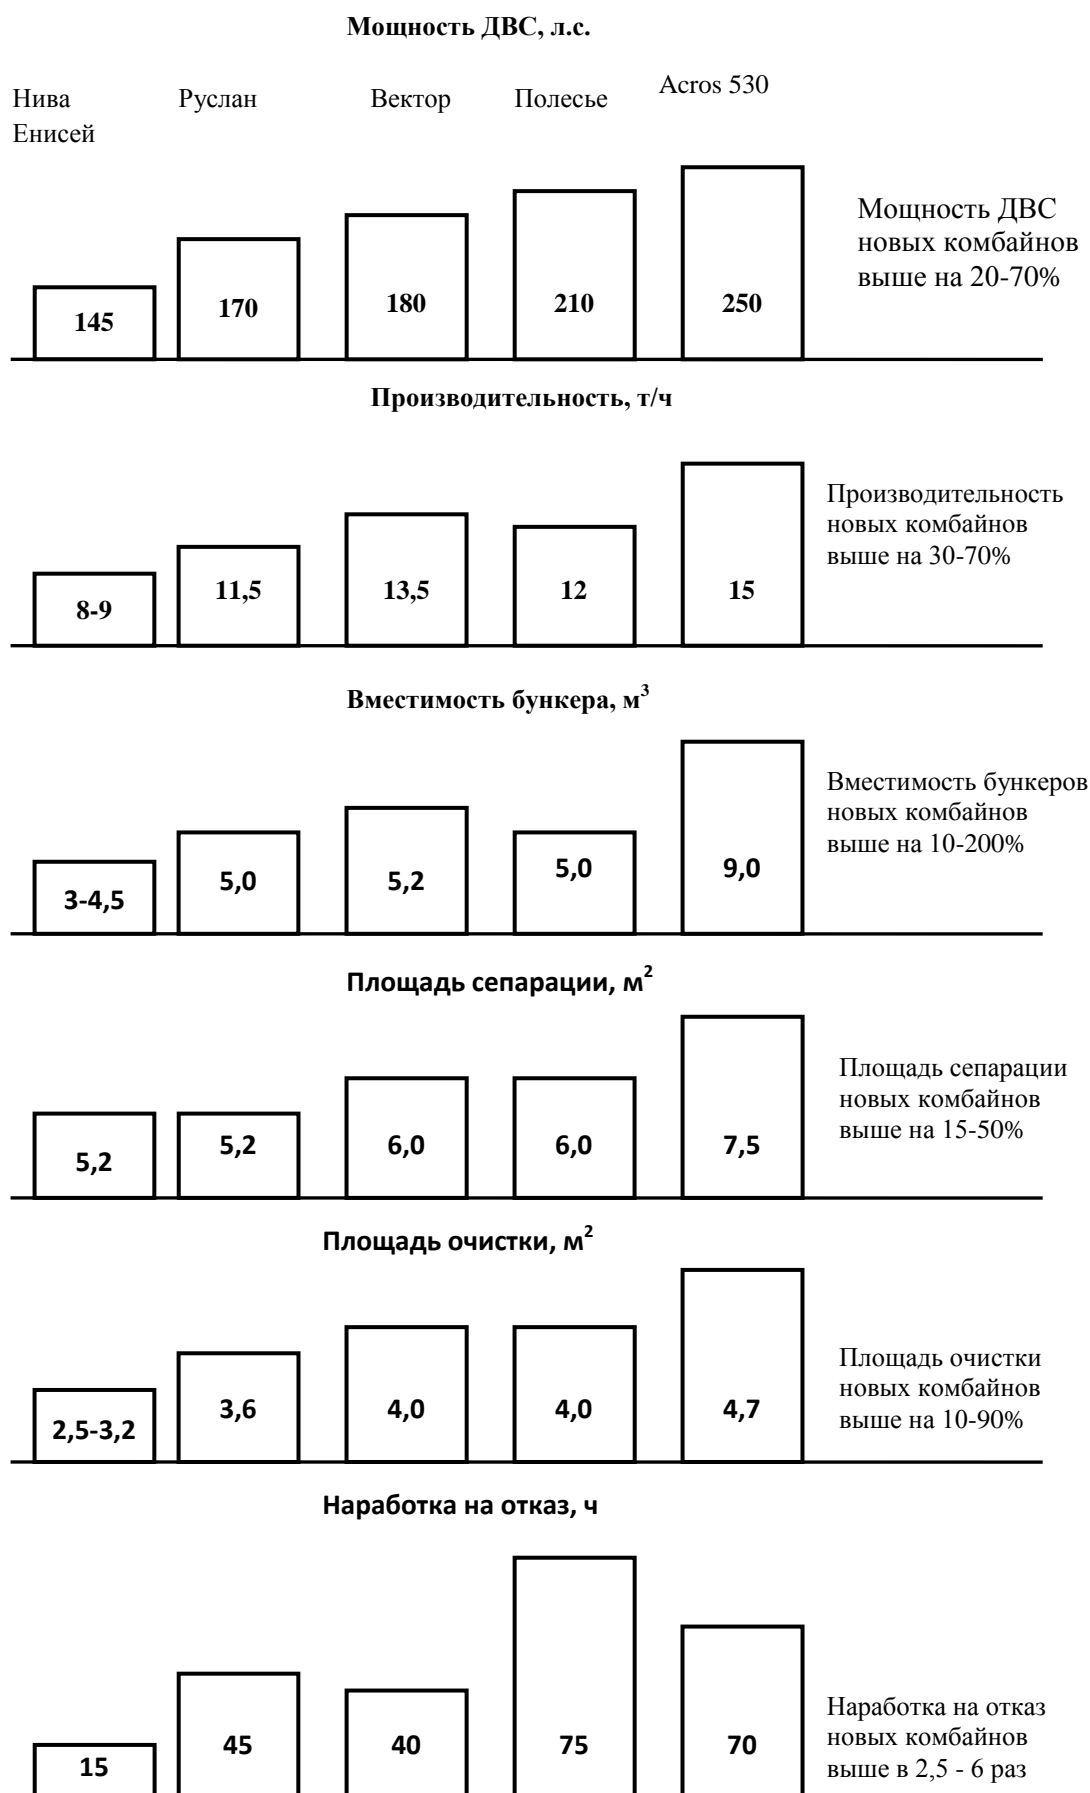 Мощность ДВС, л.с.
Нива Руслан Вектор Полесье Acros 530
Енисей
145 170 180 210 250
Мощность ДВС
новых комбайнов
выше на 20-70%
Производительность, т/ч
8-9 11,5 13,5 12 15
Производительность
новых комбайнов
выше на 30-70%
Вместимость бункера, м³
3-4,5 5,0 5,2 5,0 9,0
Вместимость бункеров
новых комбайнов
выше на 10-200%
Площадь сепарации, м²
5,2 5,2 6,0 6,0 7,5
Площадь сепарации
новых комбайнов
выше на 15-50%
Площадь очистки, м²
2,5-3,2 3,6 4,0 4,0 4,7
Площадь очистки
новых комбайнов
выше на 10-90%
Наработка на отказ, ч
15 45 40 75 70
Наработка на отказ
новых комбайнов
выше в 2,5 - 6 раз